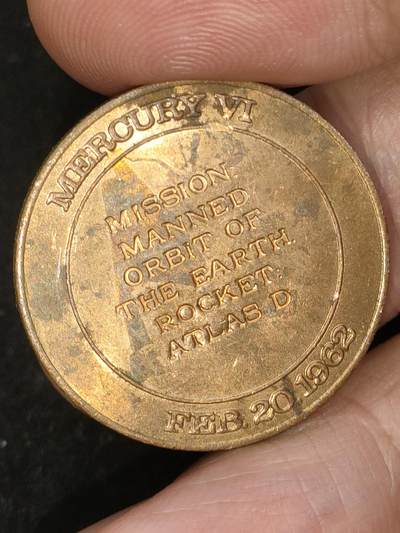 MERCURY VI
MISSION:
MANNED
ORBIT OF
THE EARTH
ROCKET:
ATLAS D
FEB. 20 1962